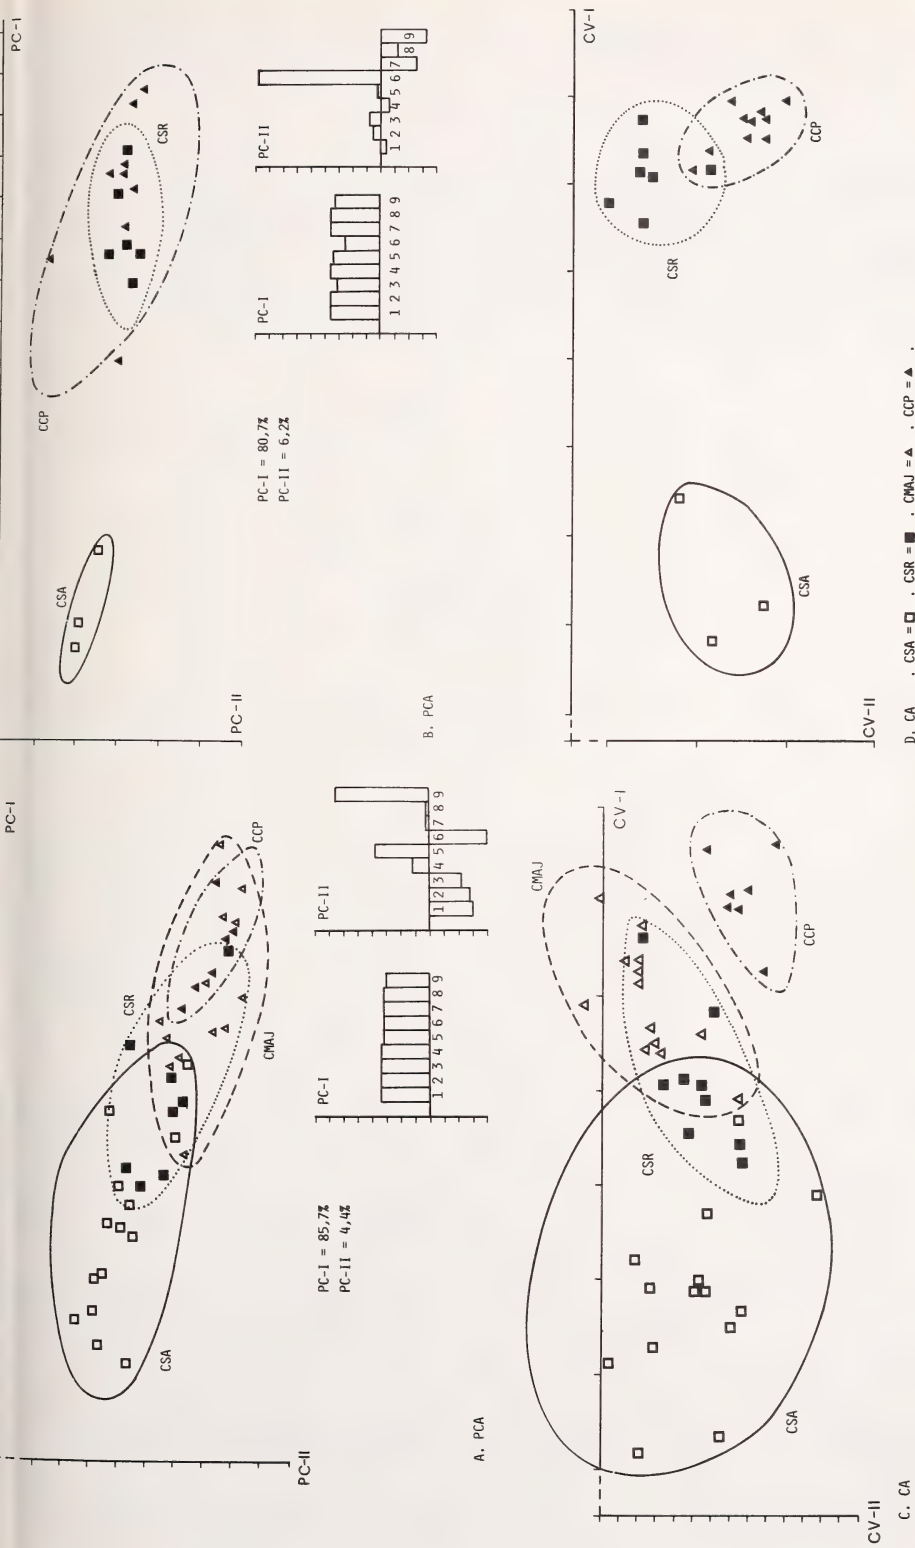 PC-I
CSR
CCP
CMAJ
CSA
PC-II
PC-I = 85,7%
PC-II = 4,4%
PC-I
1 2 3 4 5 6 7 8 9
PC-II
1 2 3 4 5 6 7 8 9
A. PCA
PC-I
CCP
CSR
CSA
PC-II
PC-I = 80,7%
PC-II = 6,2%
PC-I
1 2 3 4 5 6 7 8 9
PC-II
1 2 3 4 5 6 7 8 9
B. PCA
CV-I
CMAJ
CSR
CCP
CSA
CV-II
C. CA
CV-I
CSR
CCP
CSA
CV-II
D. CA . CSA = □ . CSR = ■ . CMAJ = ▵ . CCP = ▲ .